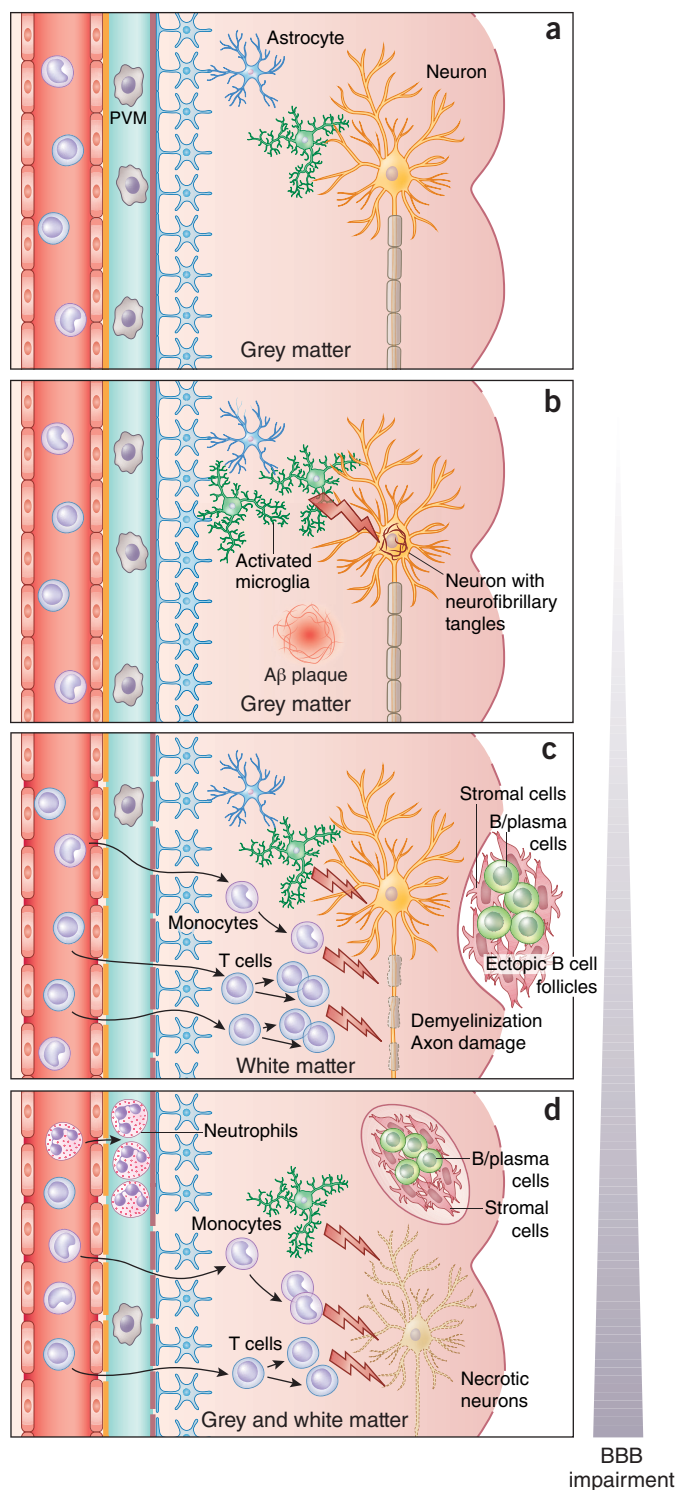 a
Astrocyte
Neuron
PVM
Grey matter
b
Activated
microglia
Neuron with
neurofibrillary
tangles
Aβ plaque
Grey matter
c
Stromal cells
B/plasma
cells
Monocytes
T cells
Ectopic B cell
follicles
Demyelinization
Axon damage
White matter
d
Neutrophils
B/plasma
cells
Stromal
cells
Monocytes
T cells
Necrotic
neurons
Grey and white matter
BBB
impairment